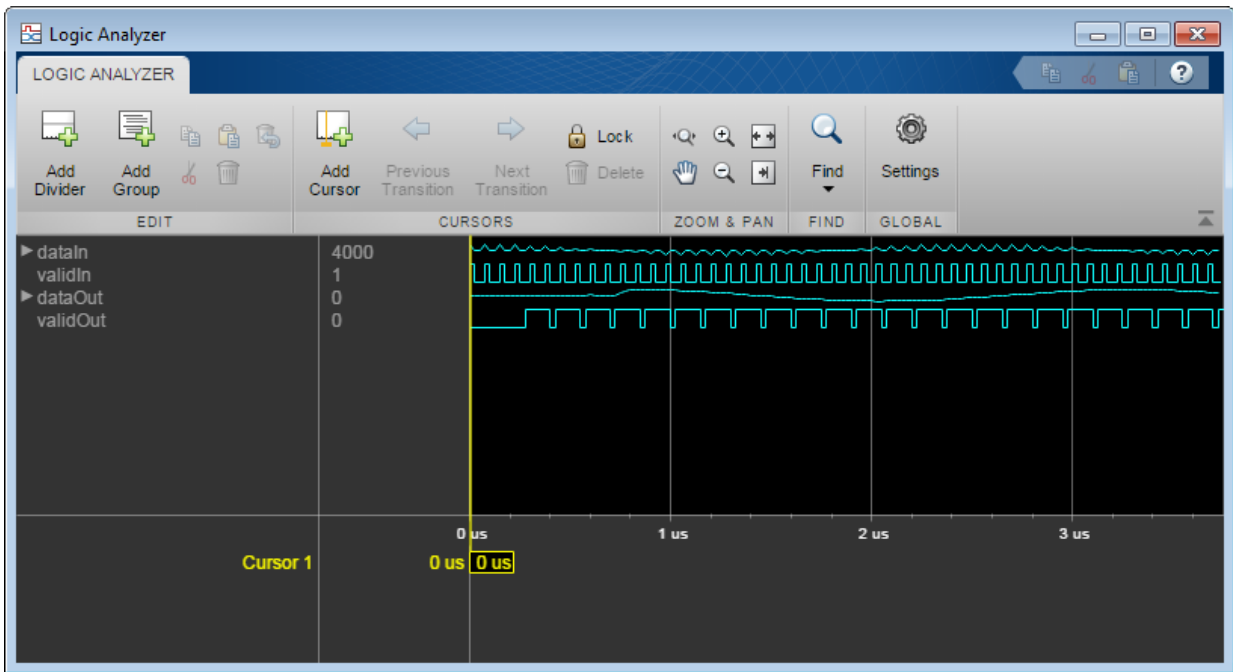 Logic Analyzer
LOGIC ANALYZER
?
Add Divider
Add Group
Add Cursor
Previous Transition
Next Transition
Lock
Delete
Find
Settings
EDIT
CURSORS
ZOOM & PAN
FIND
GLOBAL
dataIn 4000
validIn 1
dataOut 0
validOut 0
0 us 1 us 2 us 3 us
Cursor 1 0 us 0 us